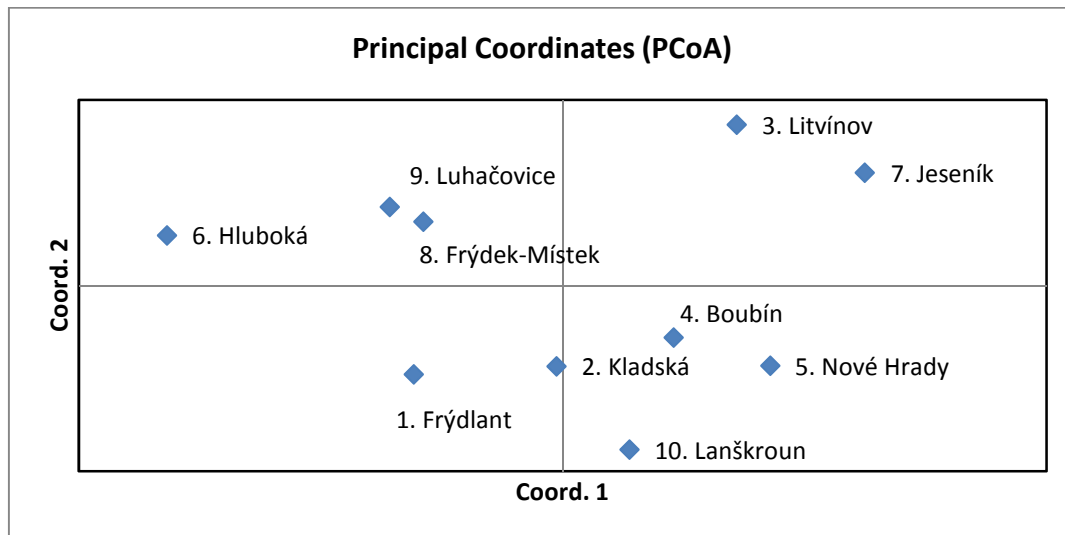 Principal Coordinates (PCoA)
3. Litvínov
7. Jeseník
9. Luhačovice
6. Hluboká
8. Frýdek-Místek
Coord. 2
4. Boubín
2. Kladská
5. Nové Hrady
1. Frýdlant
10. Lanškroun
Coord. 1